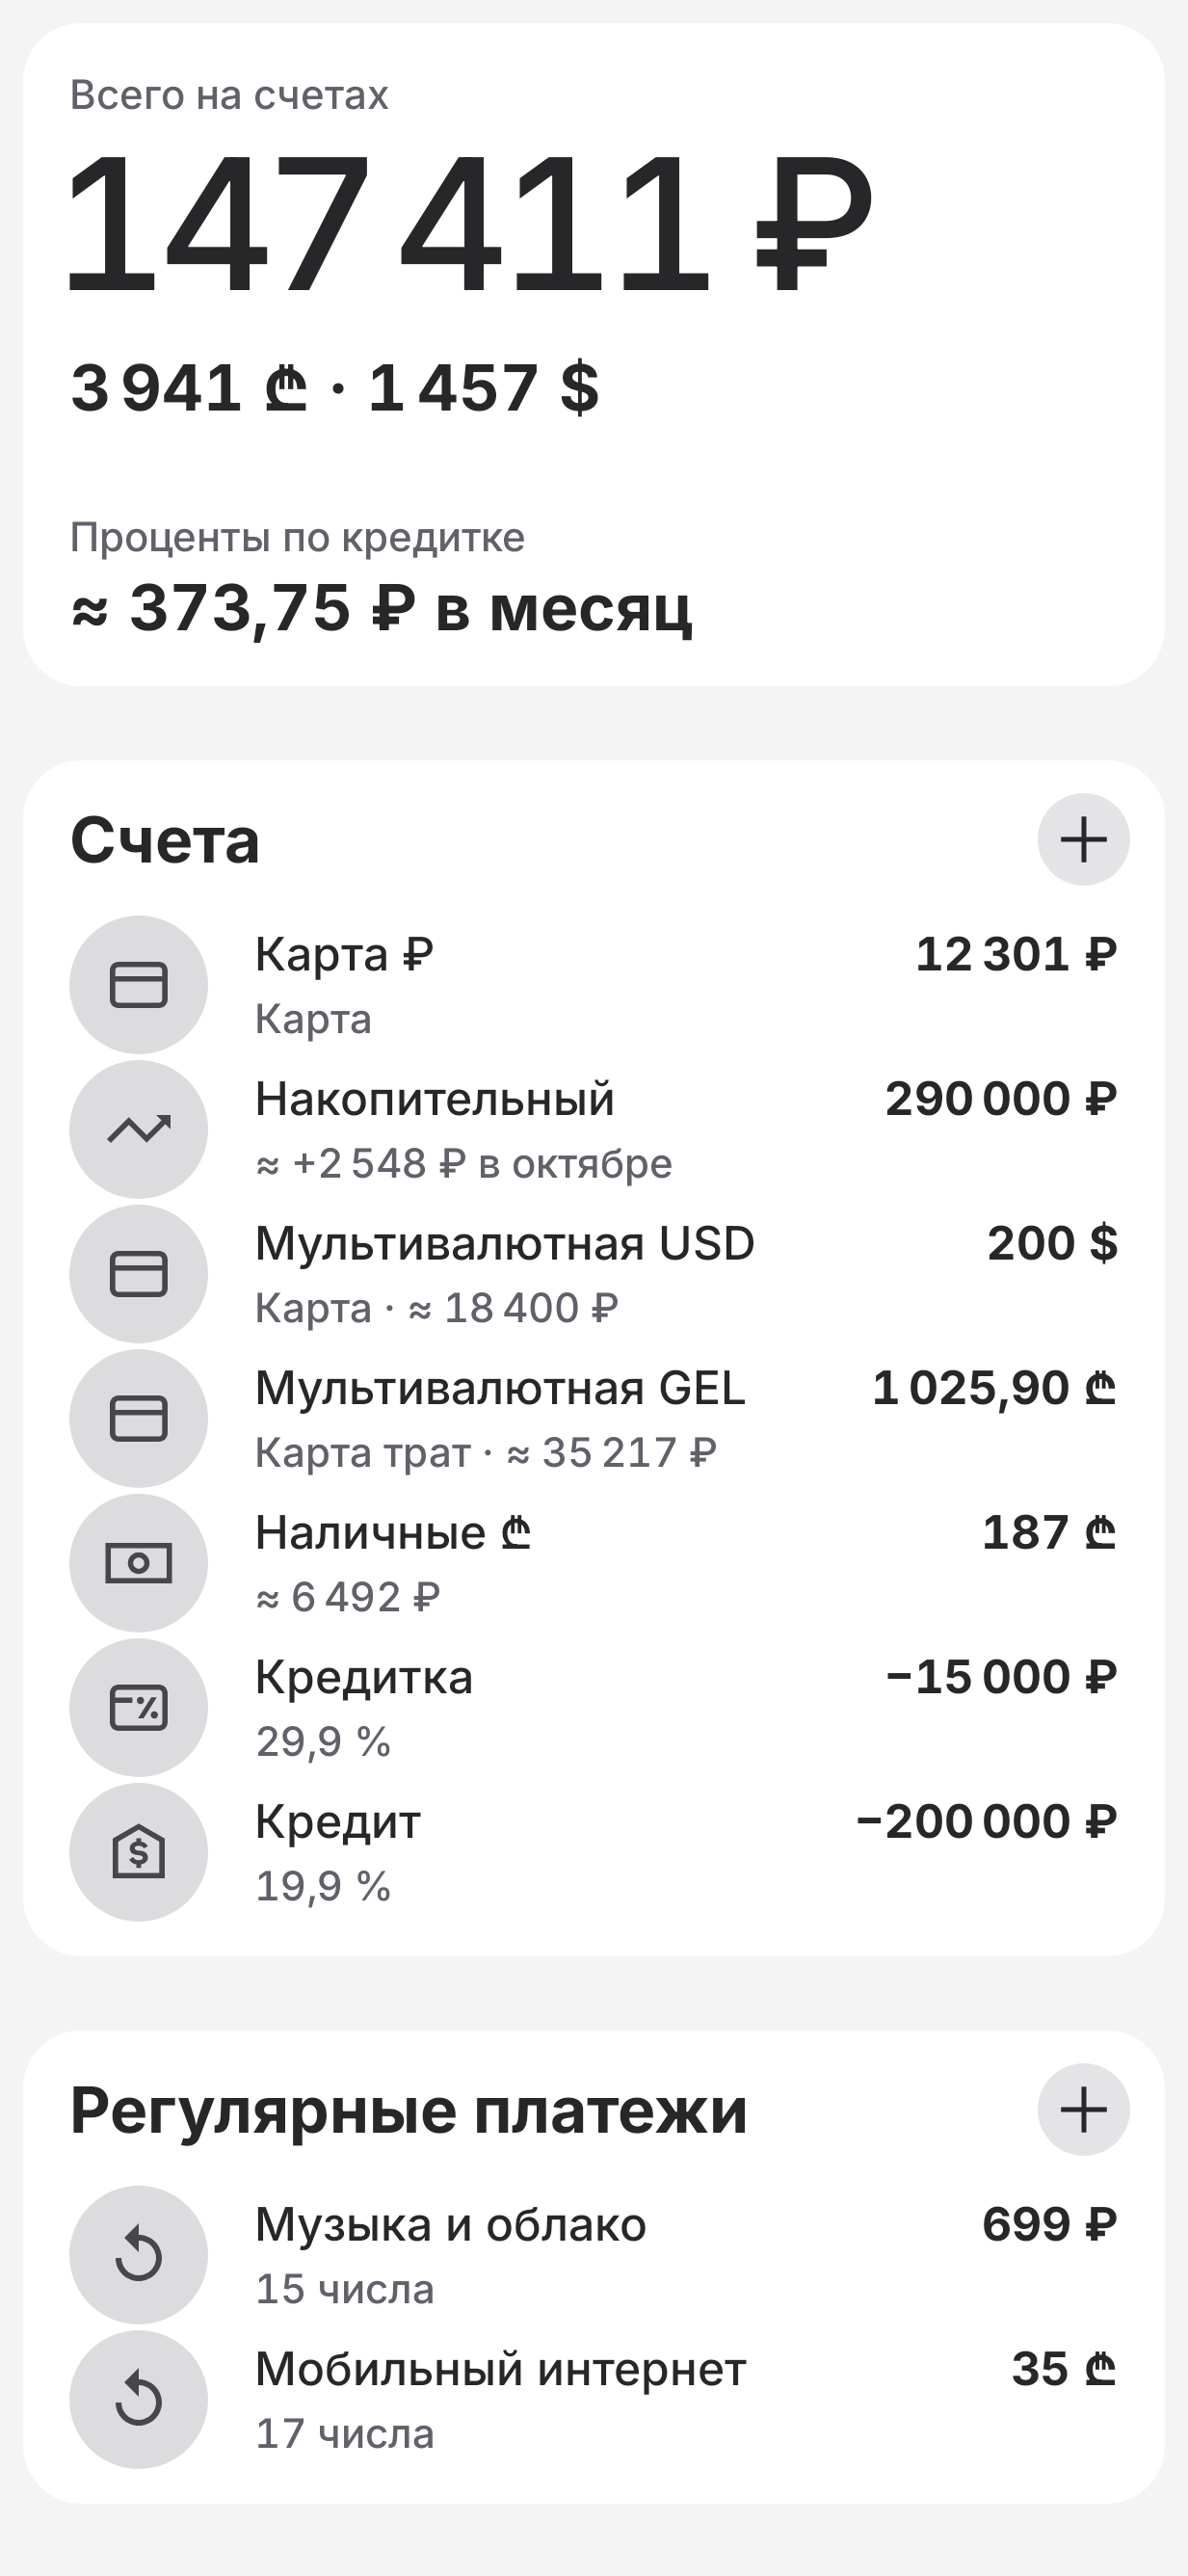 Всего на счетах
147 411 ₽
3 941 ₾ · 1 457 $
Проценты по кредитке
≈ 373,75 ₽ в месяц
Счета
Карта ₽
12 301 ₽
Карта
Накопительный
290 000 ₽
≈ +2 548 ₽ в октябре
Мультивалютная USD
200 $
Карта · ≈ 18 400 ₽
Мультивалютная GEL
1 025,90 ₾
Карта трат · ≈ 35 217 ₽
Наличные ₾
187 ₾
≈ 6 492 ₽
Кредитка
−15 000 ₽
29,9 %
Кредит
−200 000 ₽
19,9 %
Регулярные платежи
Музыка и облако
699 ₽
15 числа
Мобильный интернет
35 ₾
17 числа